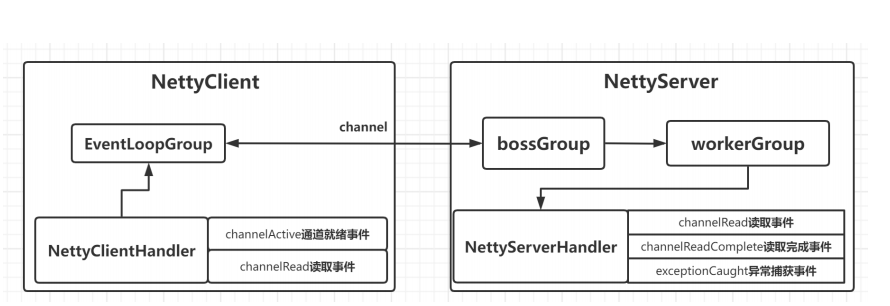 NettyClient
EventLoopGroup
channel
NettyClientHandler
channelActive通道就绪事件
channelRead读取事件
NettyServer
bossGroup
workerGroup
NettyServerHandler
channelRead读取事件
channelReadComplete读取完成事件
exceptionCaught异常捕获事件